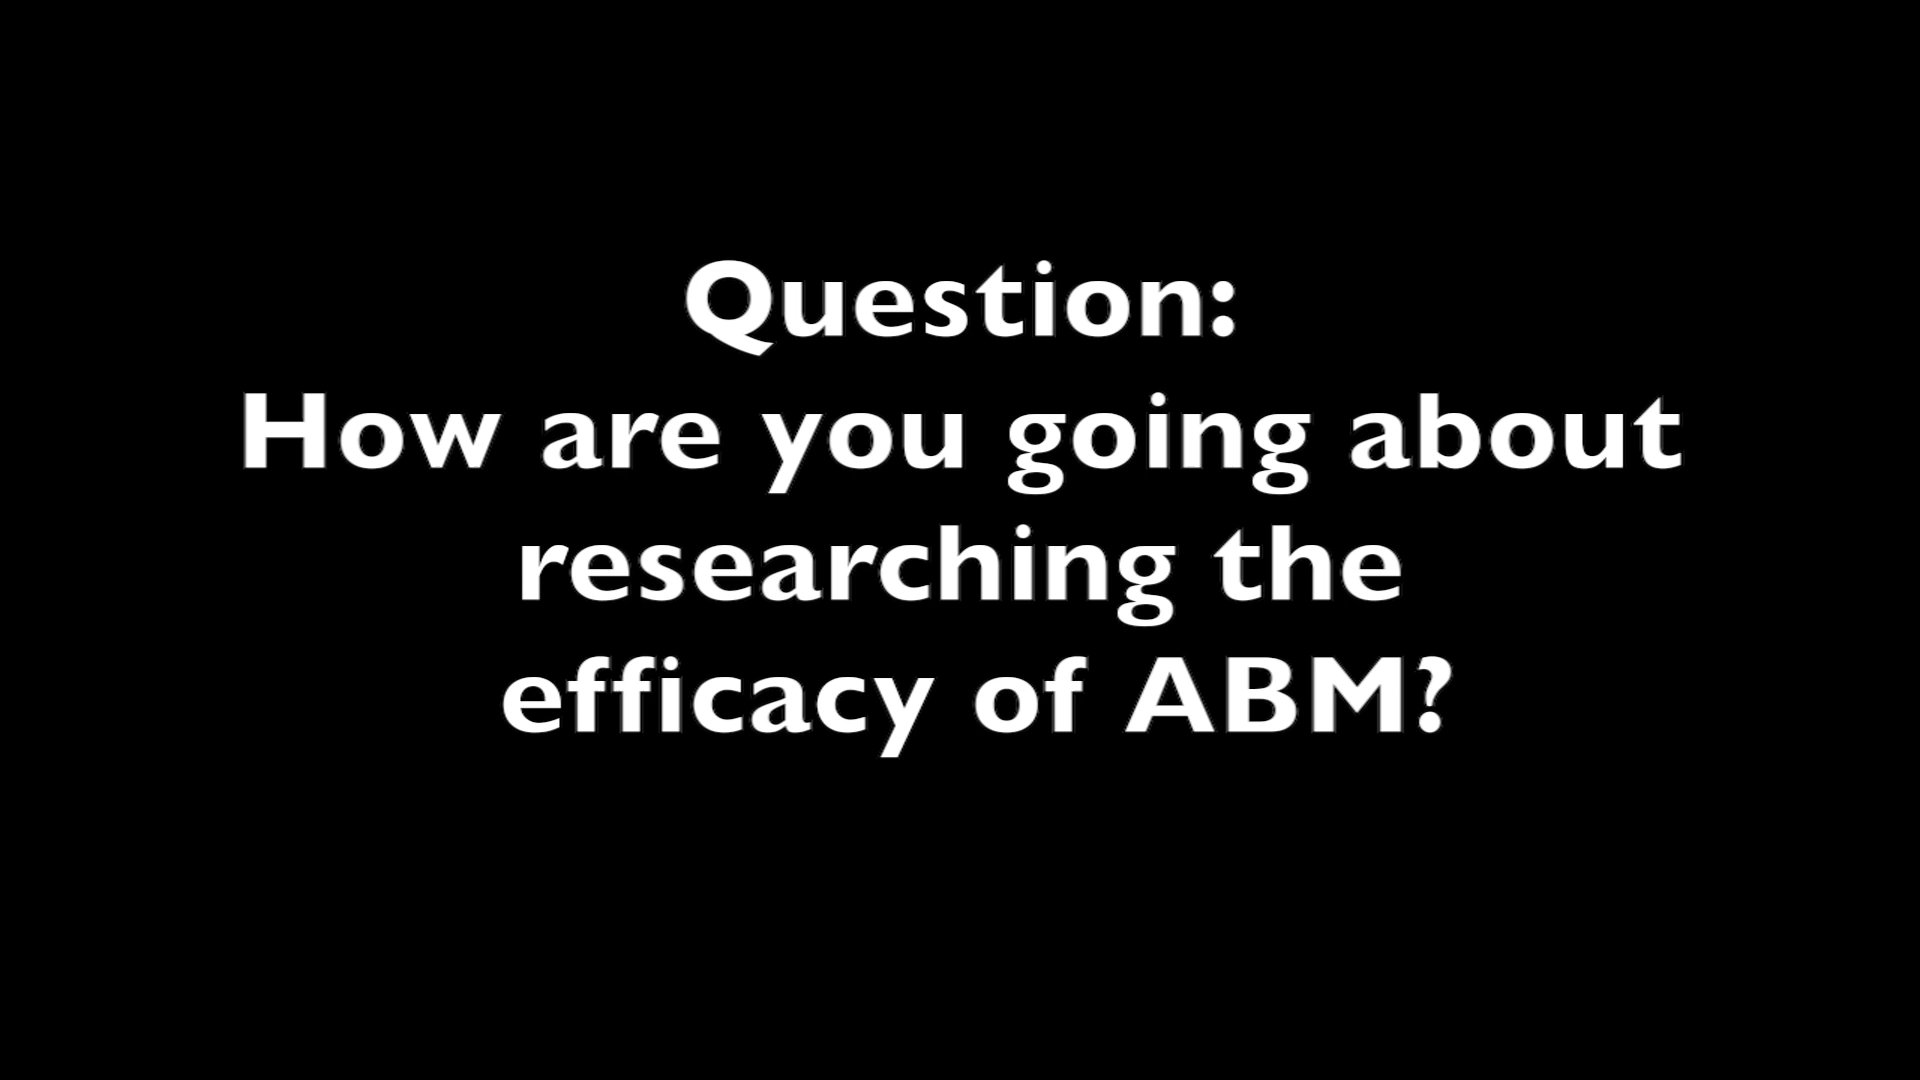 Question:
How are you going about
researching the
efficacy of ABM?